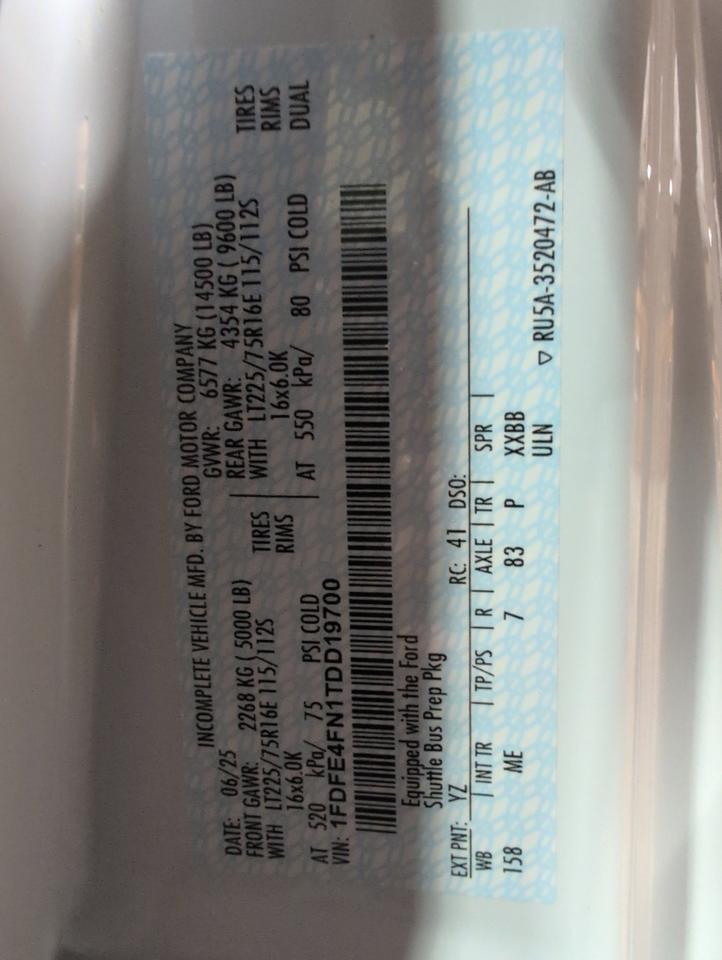 INCOMPLETE VEHICLE MFD. BY FORD MOTOR COMPANY
DATE: 06/25 GVWR: 6577 KG (14500 LB)
FRONT GAWR: 2268 KG ( 5000 LB) REAR GAWR: 4354 KG ( 9600 LB)
WITH LT225/75R16E 115/112S TIRES WITH LT225/75R16E 115/112S TIRES
16x6.0K RIMS 16x6.0K RIMS
AT 520 kPa/ 75 PSI COLD AT 550 kPa/ 80 PSI COLD DUAL
VIN: 1FDFE4FN1TDD19700
Equipped with the Ford
Shuttle Bus Prep Pkg
EXT PNT: YZ RC: 41 DSO:
WB | INT TR | TP/PS | R | AXLE | TR | SPR |
158 ME 7 83 P XXBB
ULN
▽ RU5A-3520472-AB